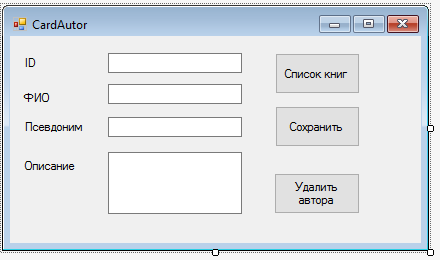 CardAutor
ID
Список книг
ФИО
Псевдоним
Сохранить
Описание
Удалить
автора